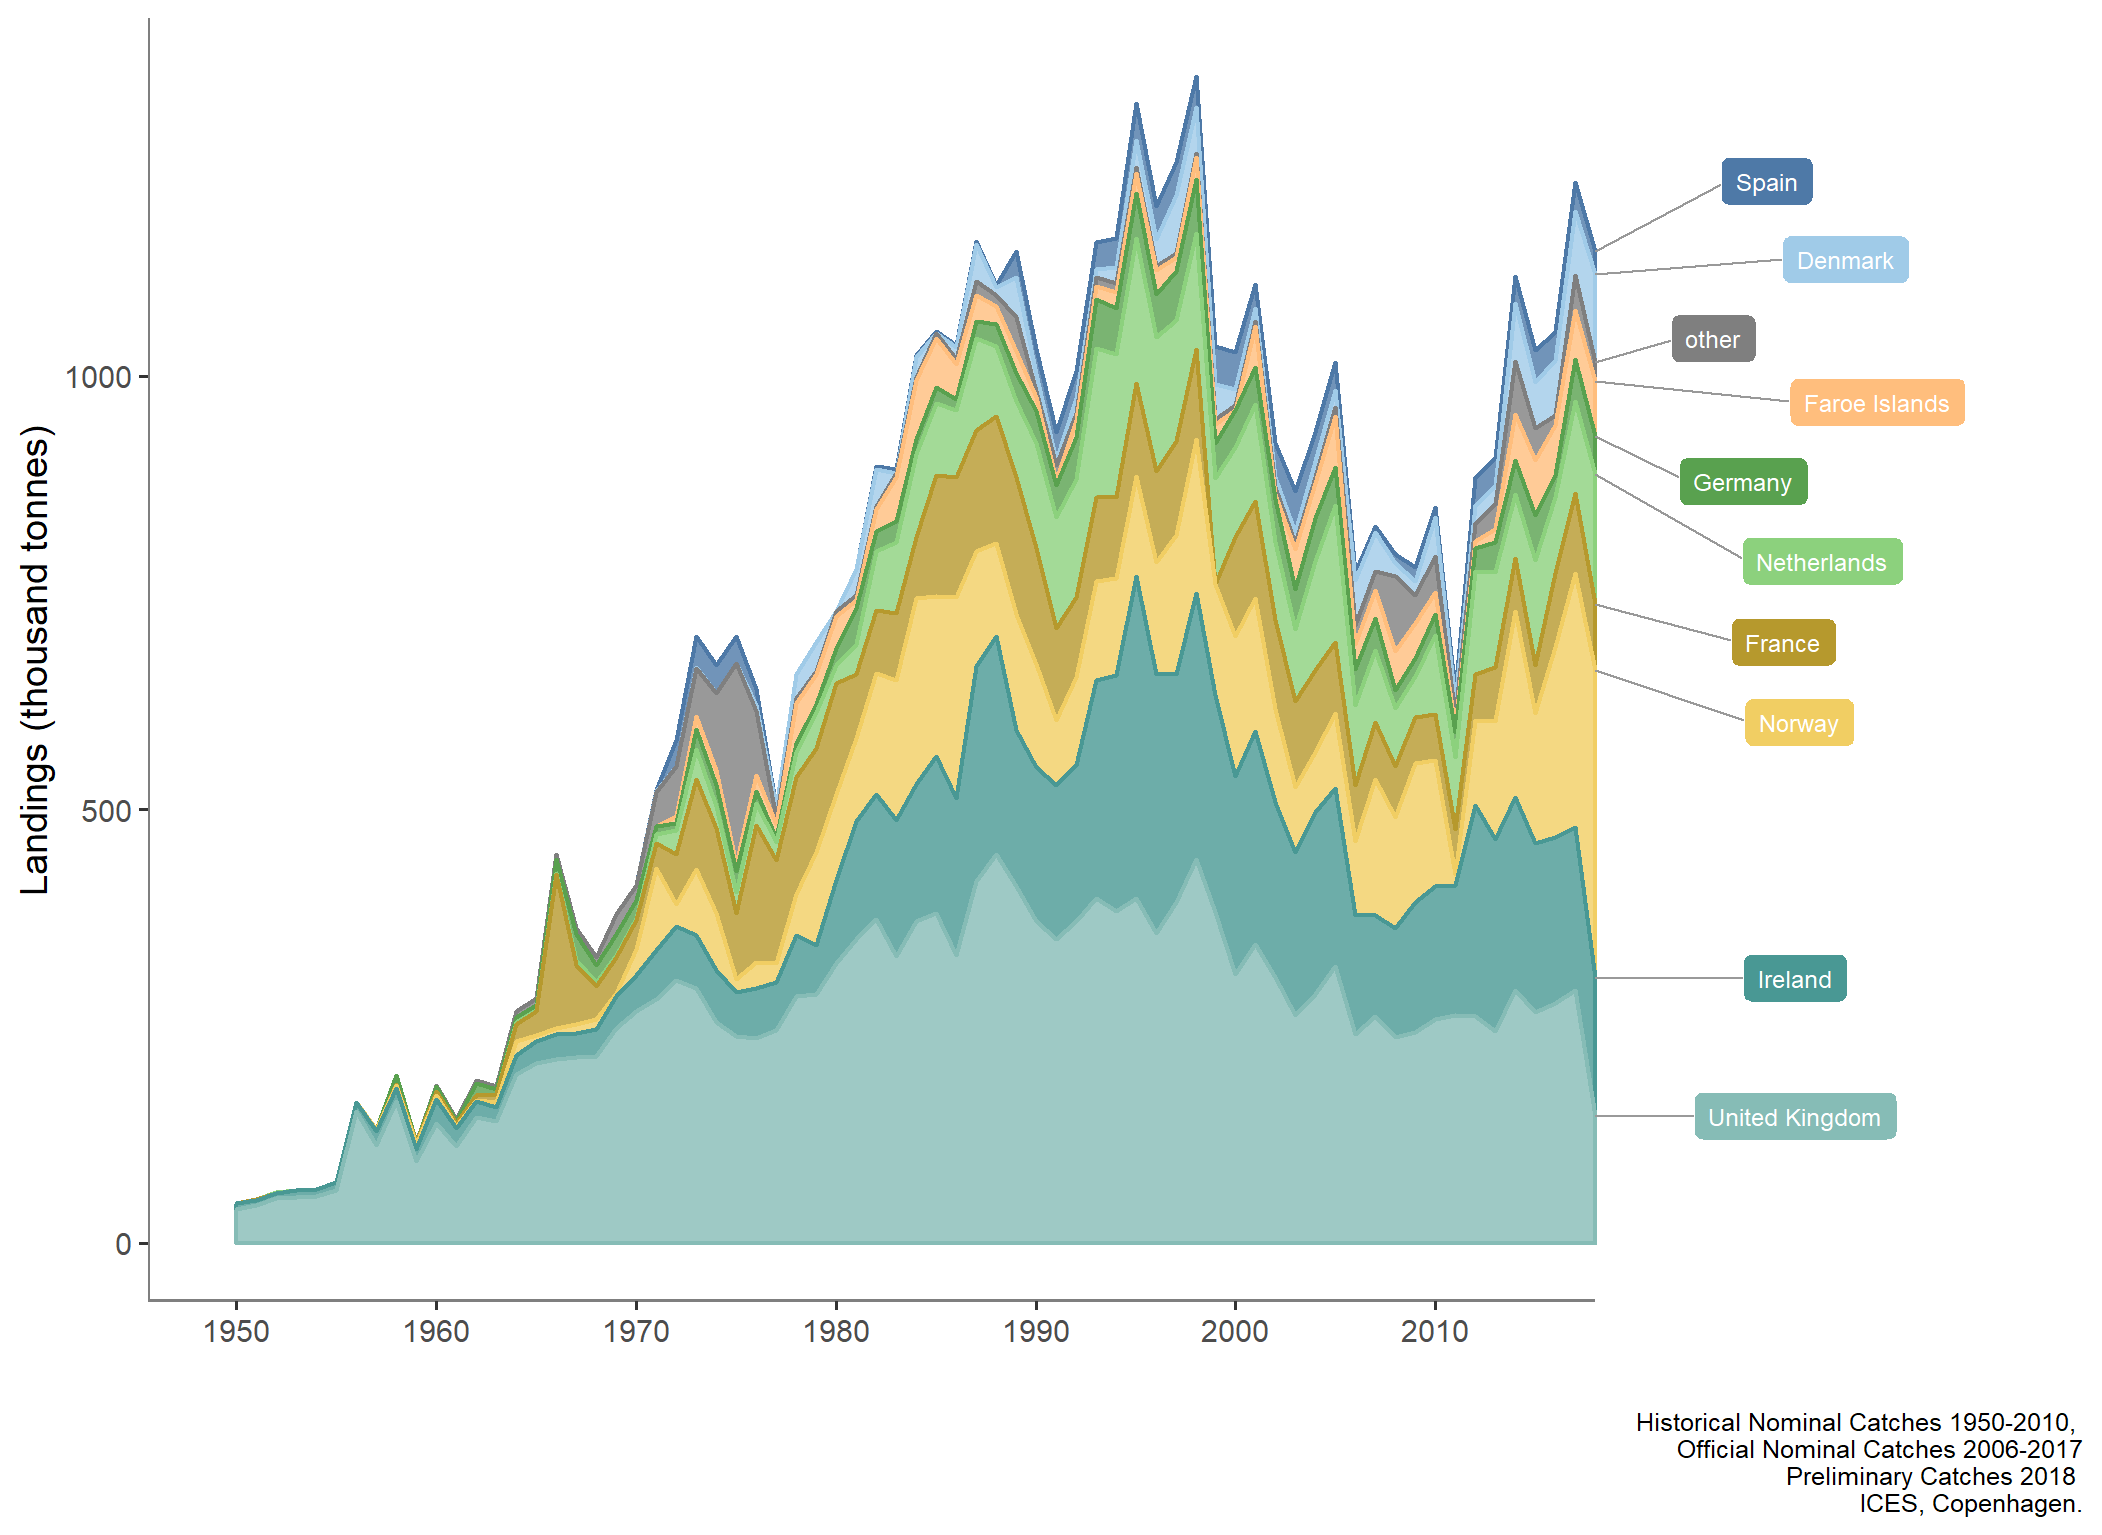 Landings (thousand tonnes)
1000
500
0
1950 1960 1970 1980 1990 2000 2010
Spain
Denmark
other
Faroe Islands
Germany
Netherlands
France
Norway
Ireland
United Kingdom
Historical Nominal Catches 1950-2010,
Official Nominal Catches 2006-2017
Preliminary Catches 2018
ICES, Copenhagen.